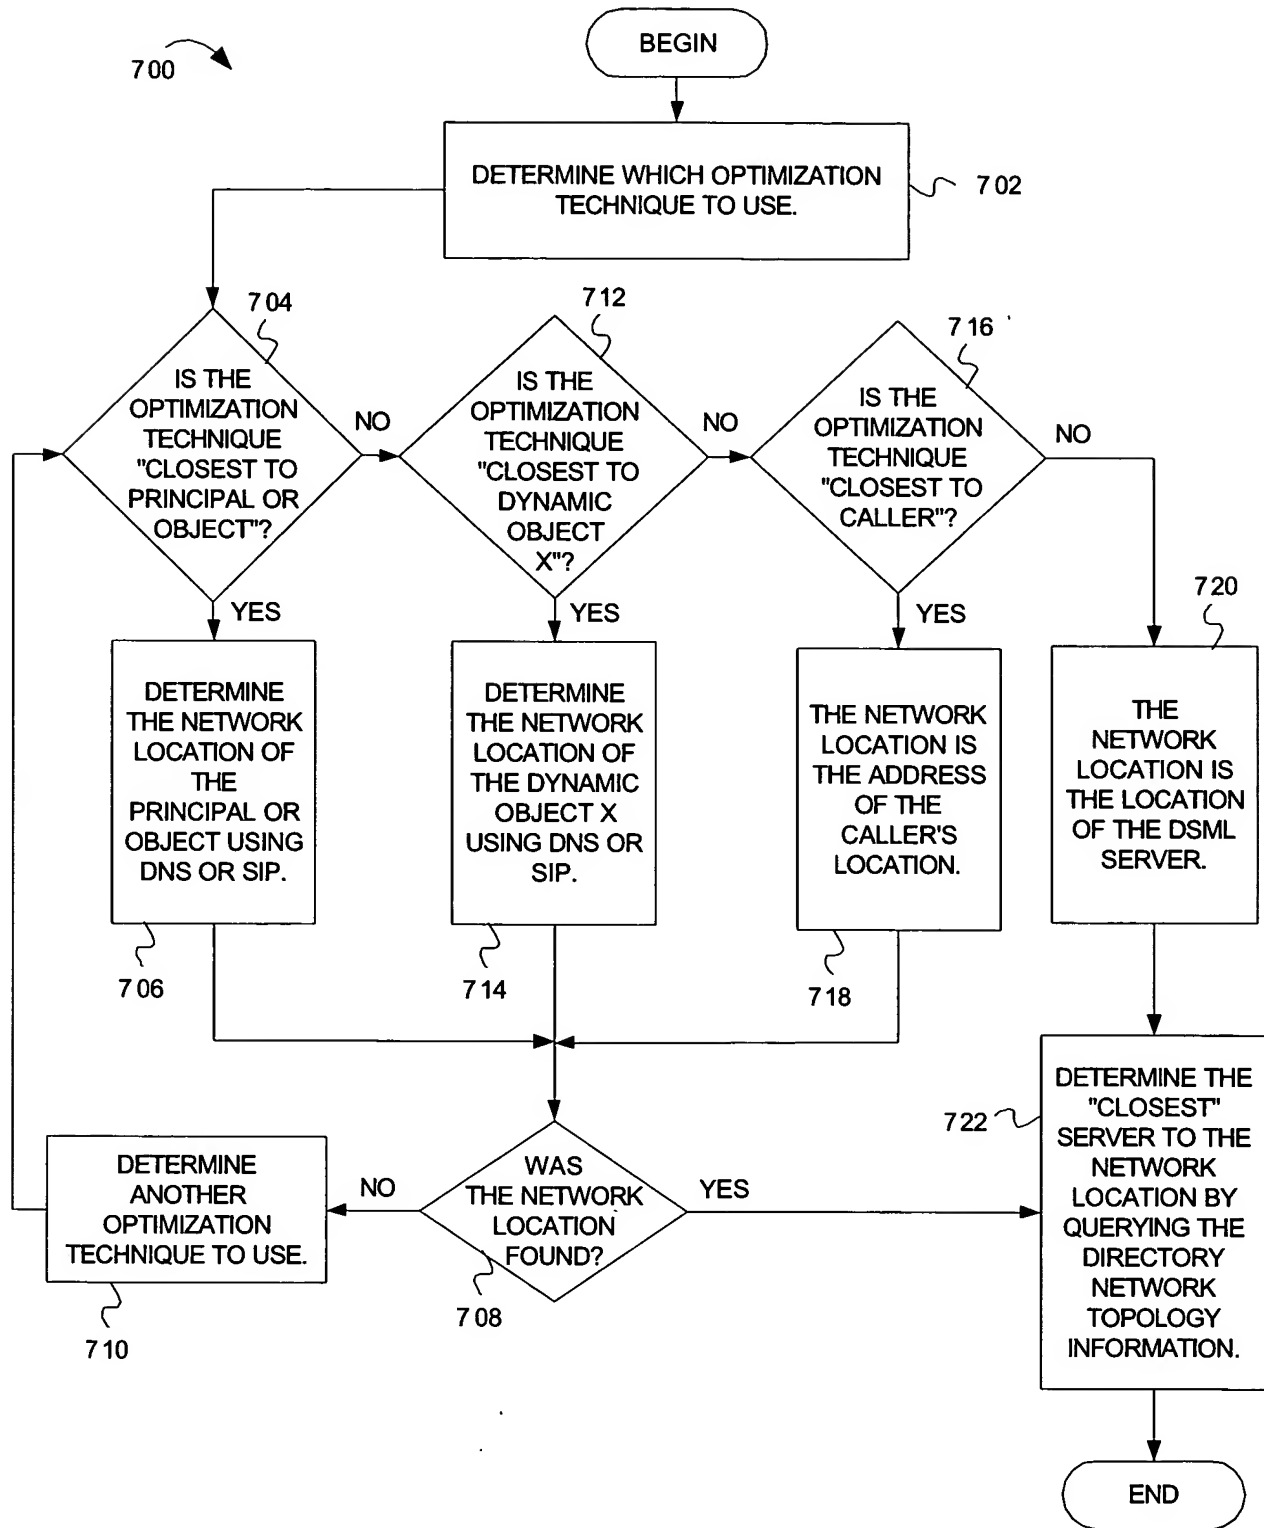 700
BEGIN
DETERMINE WHICH OPTIMIZATION
TECHNIQUE TO USE.
702
704
IS THE
OPTIMIZATION
TECHNIQUE
"CLOSEST TO
PRINCIPAL OR
OBJECT"?
NO
YES
712
IS THE
OPTIMIZATION
TECHNIQUE
"CLOSEST TO
DYNAMIC
OBJECT
X"?
NO
YES
716
IS THE
OPTIMIZATION
TECHNIQUE
"CLOSEST TO
CALLER"?
NO
YES
DETERMINE
THE NETWORK
LOCATION OF
THE
PRINCIPAL OR
OBJECT USING
DNS OR SIP.
706
DETERMINE
THE NETWORK
LOCATION OF
THE DYNAMIC
OBJECT X
USING DNS OR
SIP.
714
THE NETWORK
LOCATION IS
THE ADDRESS
OF THE
CALLER'S
LOCATION.
718
720
THE
NETWORK
LOCATION IS
THE LOCATION
OF THE DSML
SERVER.
DETERMINE
ANOTHER
OPTIMIZATION
TECHNIQUE TO USE.
710
NO
WAS
THE NETWORK
LOCATION
FOUND?
708
YES
722
DETERMINE THE
"CLOSEST"
SERVER TO THE
NETWORK
LOCATION BY
QUERYING THE
DIRECTORY
NETWORK
TOPOLOGY
INFORMATION.
END